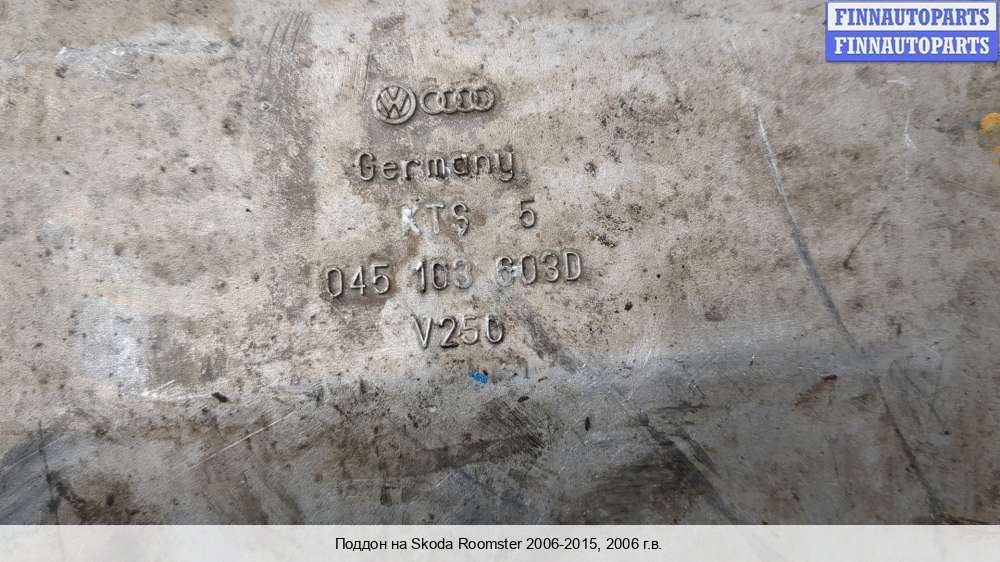 FINNAUTOPARTS
FINNAUTOPARTS
Germany
KTS 5
045 103 603D
V250
Поддон на Skoda Roomster 2006-2015, 2006 г.в.